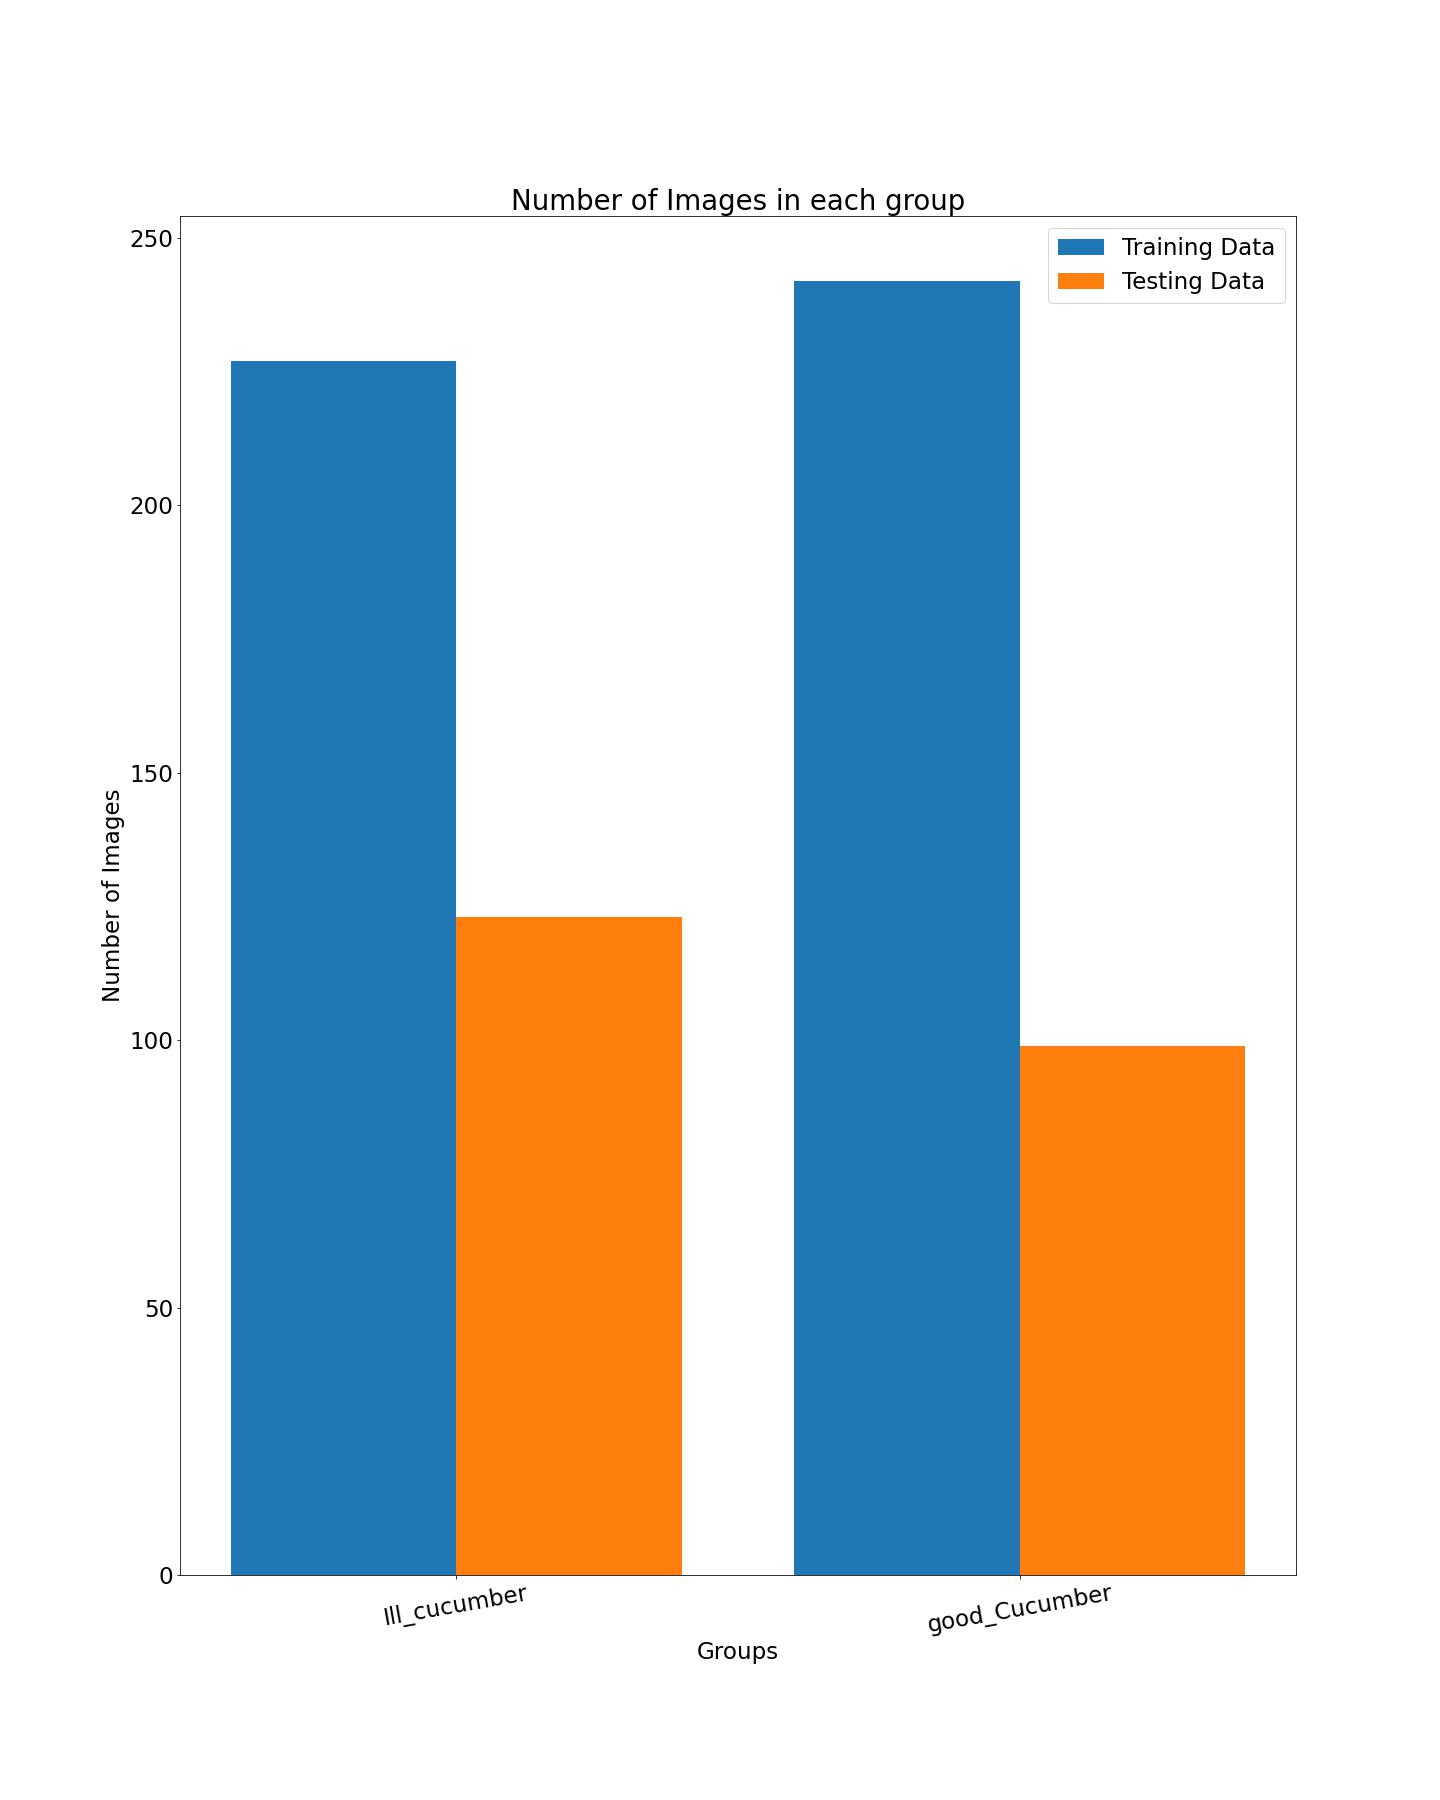 Number of Images in each group
250
200
150
100
50
0
Number of Images
Training Data
Testing Data
Ill_cucumber
good_Cucumber
Groups